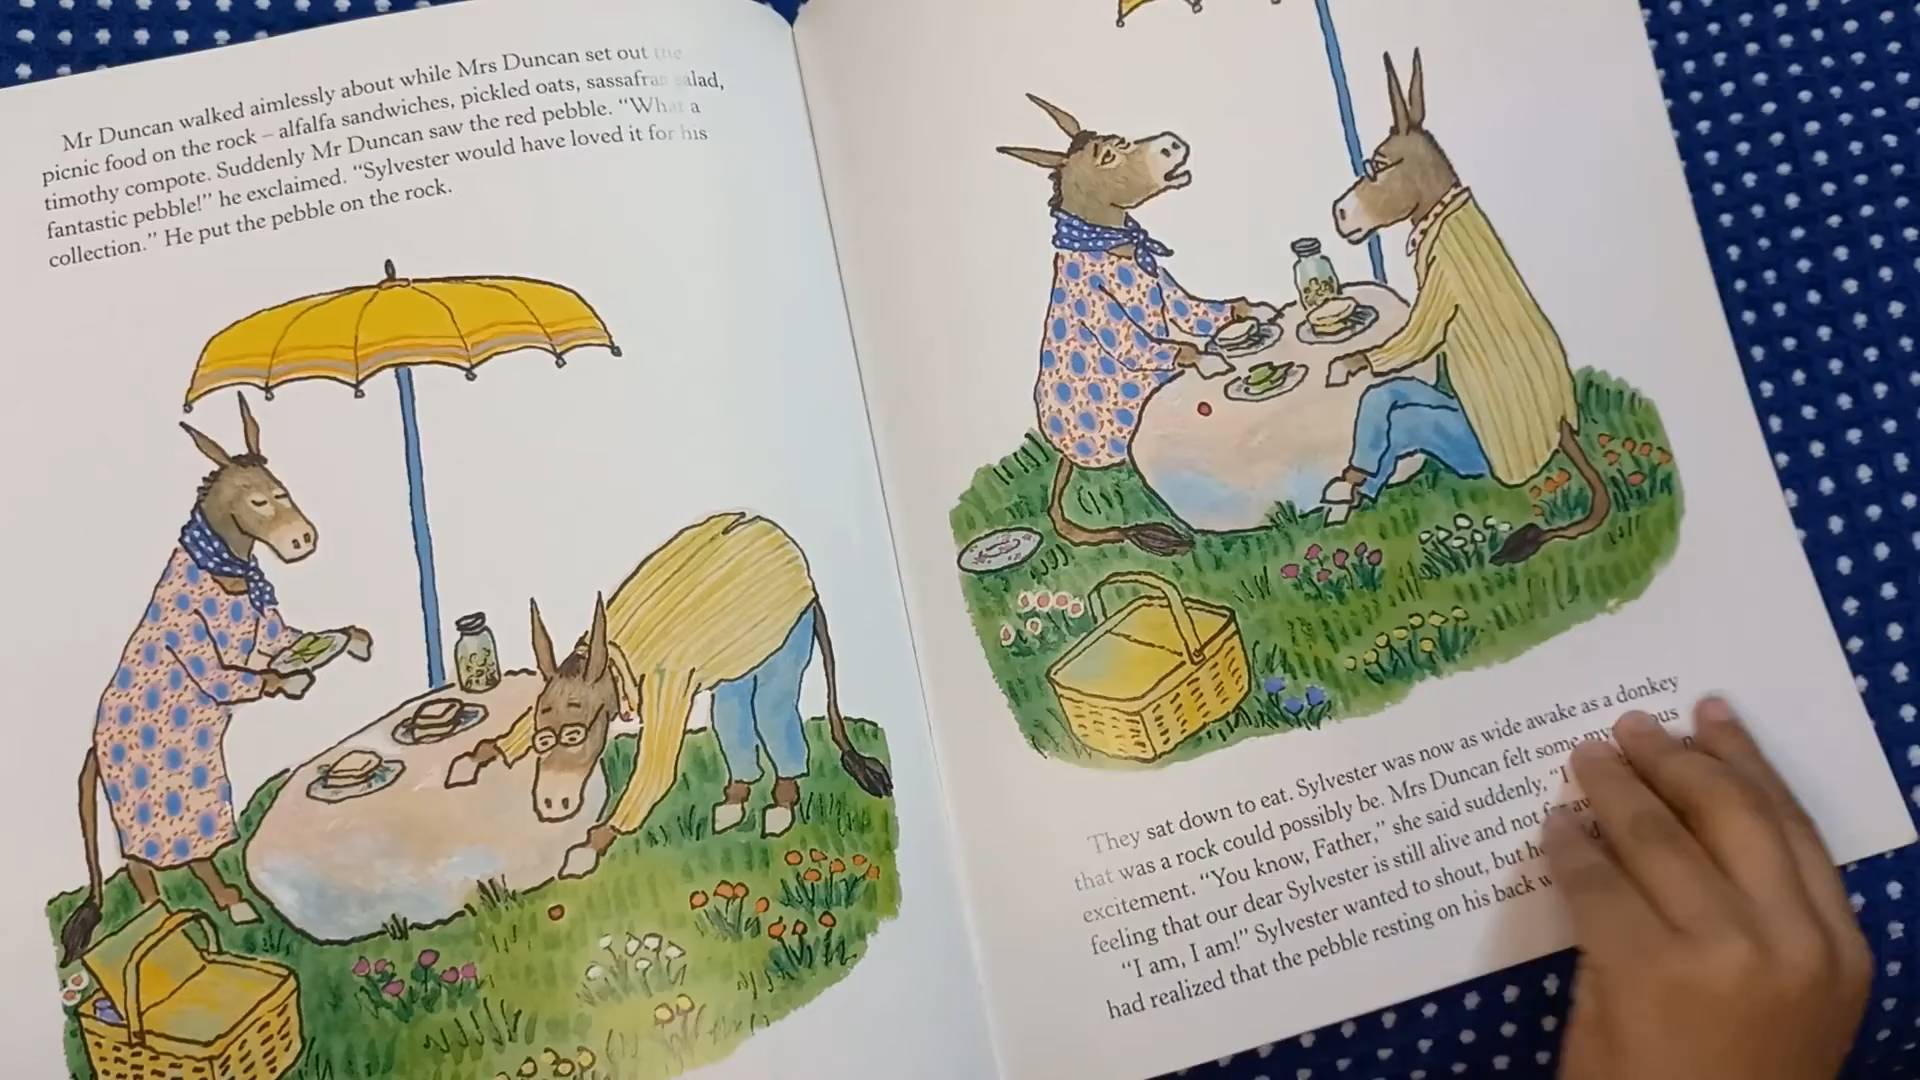 Mr Duncan walked aimlessly about while Mrs Duncan set out the
picnic food on the rock – alfalfa sandwiches, pickled oats, sassafras salad,
timothy compote. Suddenly Mr Duncan saw the red pebble. “What a
fantastic pebble!” he exclaimed. “Sylvester would have loved it for his
collection.” He put the pebble on the rock.
They sat down to eat. Sylvester was now as wide awake as a donkey
that was a rock could possibly be. Mrs Duncan felt some
excitement. “You know, Father,” she said suddenly, “I
feeling that our dear Sylvester is still alive and not far
“I am, I am!” Sylvester wanted to shout, but
had realized that the pebble resting on his back